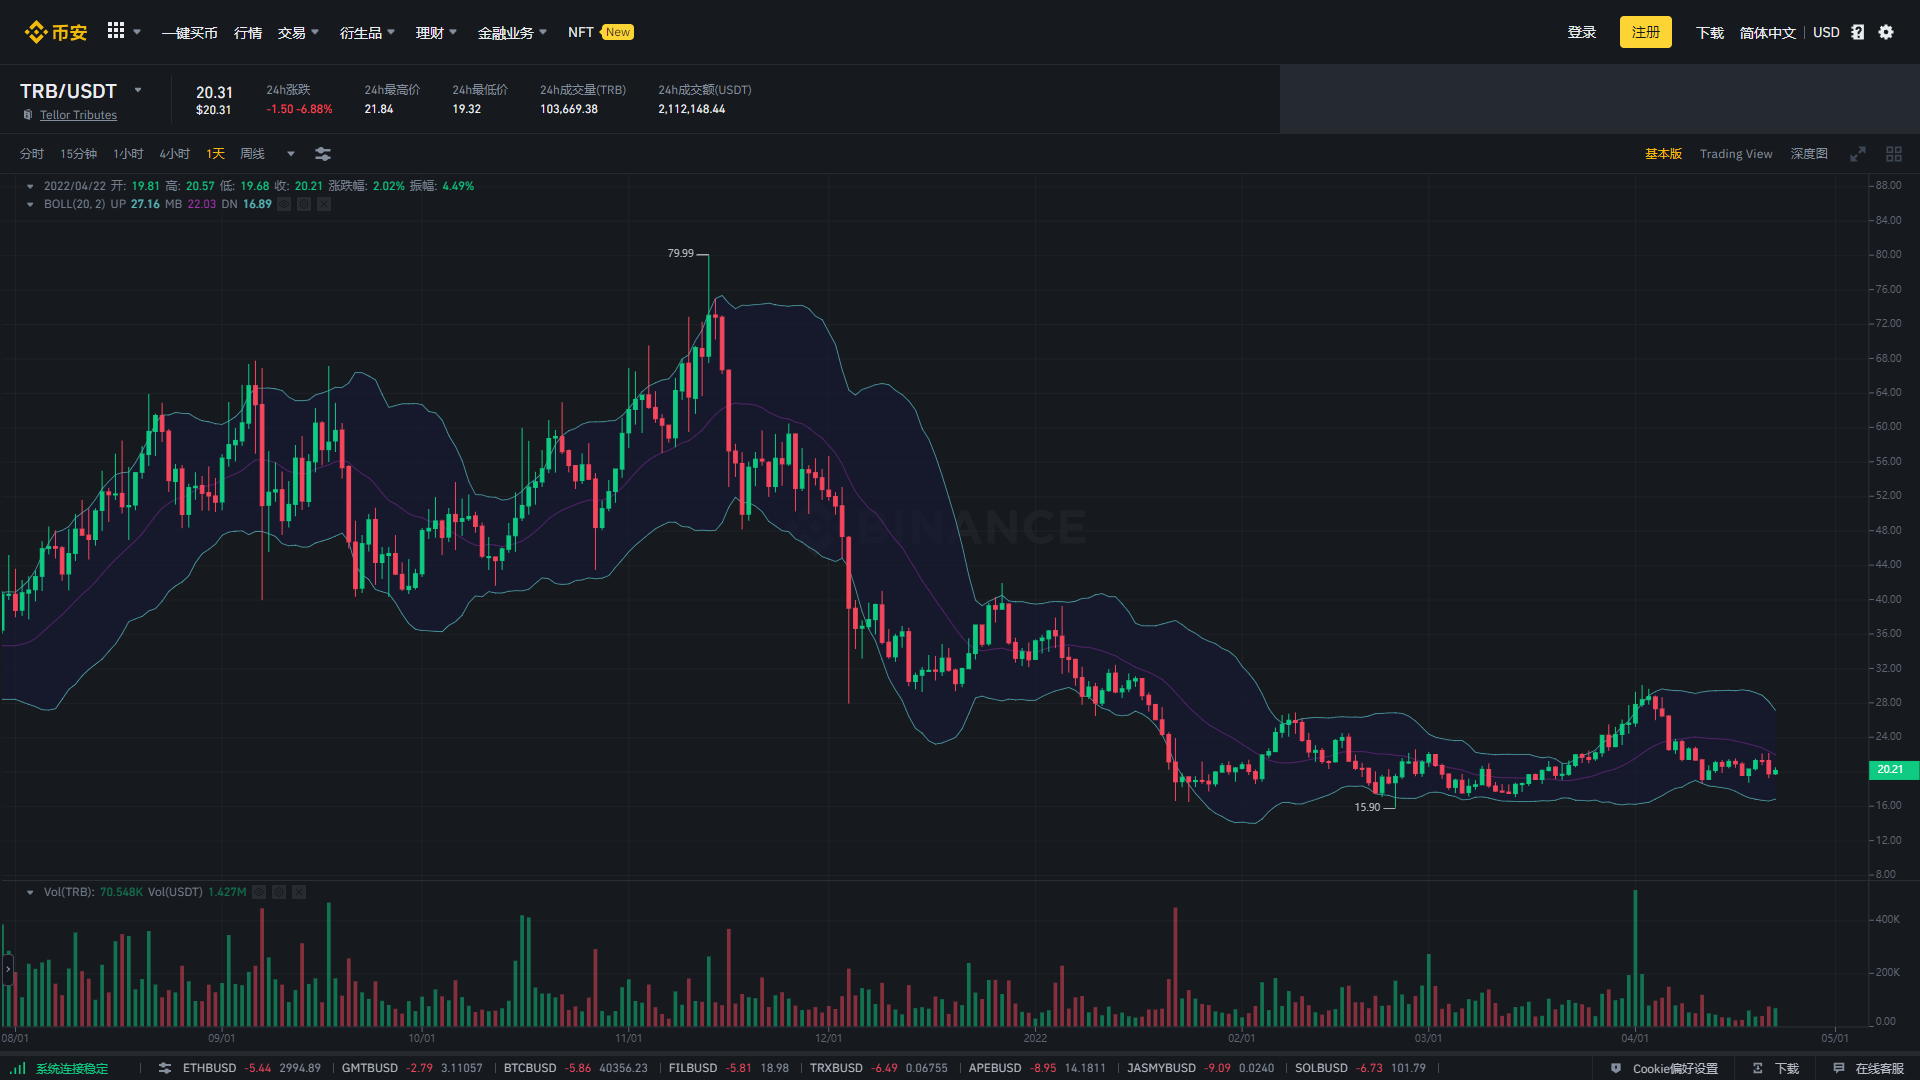 币安 一键买币 行情 交易 衍生品 理财 金融业务 NFT New 登录 注册 下载 简体中文 USD
TRB/USDT
Tellor Tributes
20.31
$20.31
24h涨跌
-1.50 -6.88%
24h最高价
21.84
24h最低价
19.32
24h成交量(TRB)
103,669.38
24h成交额(USDT)
2,112,148.44
分时 15分钟 1小时 4小时 1天 周线 基本版 Trading View 深度图
2022/04/22 开: 19.81 高: 20.57 低: 19.68 收: 20.21 涨跌幅: 2.02% 振幅: 4.49%
BOLL(20, 2) UP 27.16 MB 22.03 DN 16.89
88.00
84.00
80.00
76.00
72.00
68.00
64.00
60.00
56.00
52.00
48.00
44.00
40.00
36.00
32.00
28.00
24.00
20.21
16.00
12.00
8.00
79.99
BINANCE
15.90
Vol(TRB): 70.548K Vol(USDT) 1.427M
400K
200K
0.00
08/01 09/01 10/01 11/01 12/01 2022 02/01 03/01 04/01 05/01
系统连接稳定 ETHBUSD -5.44 2994.89 GMTBUSD -2.79 3.11057 BTCBUSD -5.86 40356.23 FILBUSD -5.81 18.98 TRXBUSD -6.49 0.06755 APEBUSD -8.95 14.1811 JASMYBUSD -9.09 0.0240 SOLBUSD -6.73 101.79 Cookie偏好设置 下载 在线客服